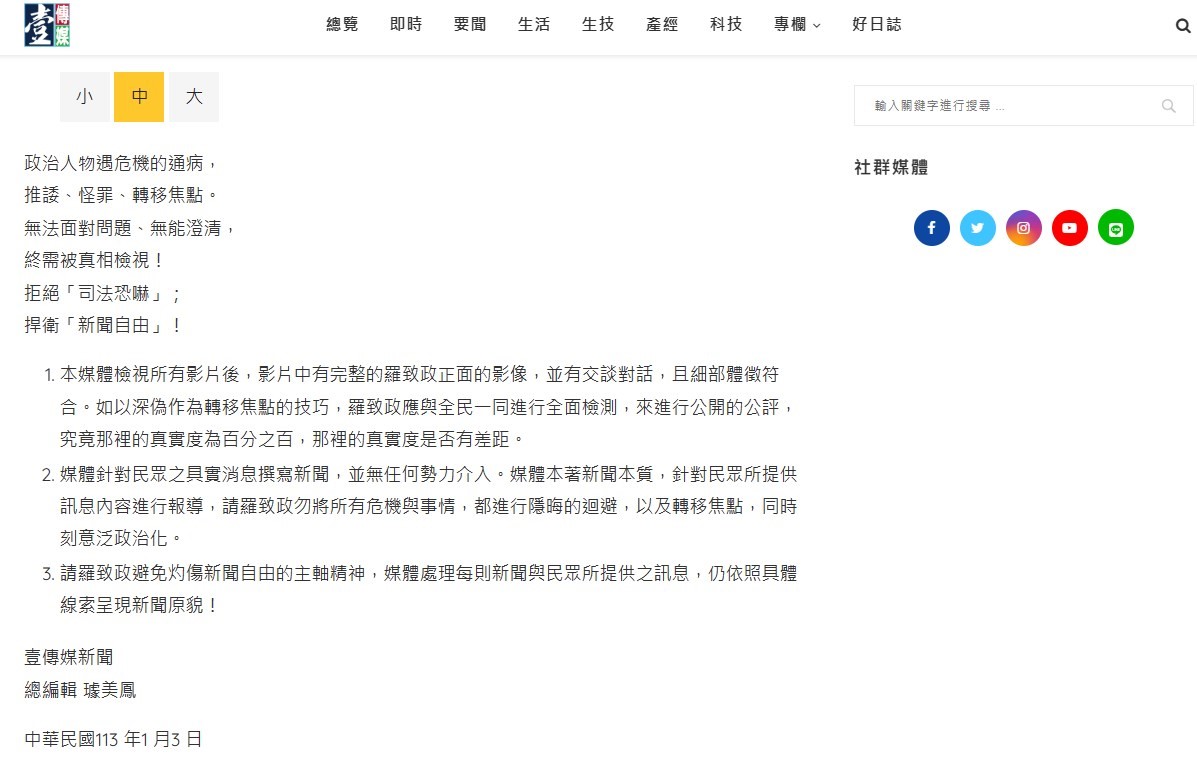 壹傳媒
總覽 即時 要聞 生活 生技 產經 科技 專欄 好日誌
小 中 大
輸入關鍵字進行搜尋 ...
社群媒體
政治人物遇危機的通病，
推諉、怪罪、轉移焦點。
無法面對問題、無能澄清，
終需被真相檢視！
拒絕「司法恐嚇」；
捍衛「新聞自由」！
1. 本媒體檢視所有影片後，影片中有完整的羅致政正面的影像，並有交談對話，且細部體徵符
合。如以深偽作為轉移焦點的技巧，羅致政應與全民一同進行全面檢測，來進行公開的公評，
究竟那裡的真實度為百分之百，那裡的真實度是否有差距。
2. 媒體針對民眾之具實消息撰寫新聞，並無任何勢力介入。媒體本著新聞本質，針對民眾所提供
訊息內容進行報導，請羅致政勿將所有危機與事情，都進行隱晦的迴避，以及轉移焦點，同時
刻意泛政治化。
3. 請羅致政避免灼傷新聞自由的主軸精神，媒體處理每則新聞與民眾所提供之訊息，仍依照具體
線索呈現新聞原貌！
壹傳媒新聞
總編輯 璩美鳳
中華民國113 年1 月3 日